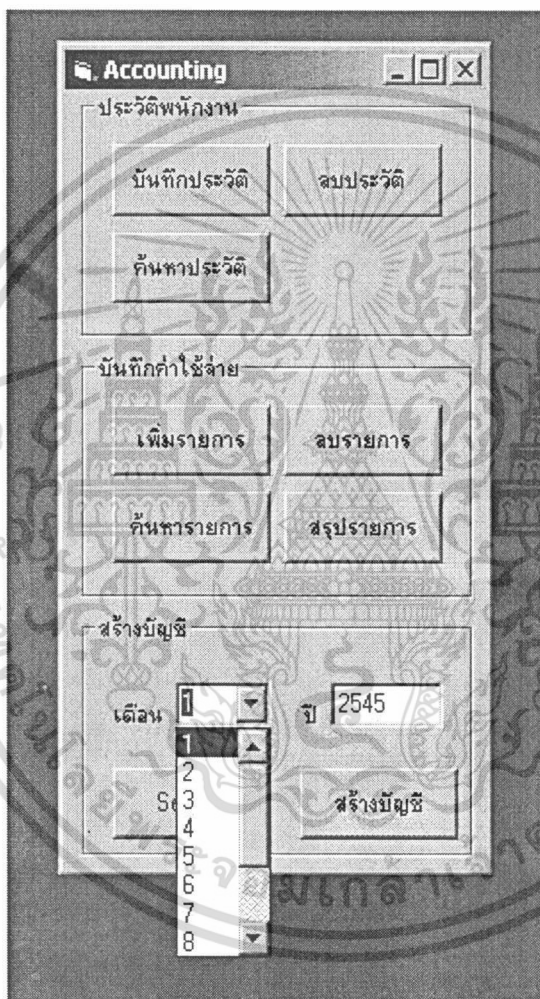 Accounting
ประวัติพนักงาน
บันทึกประวัติ ลบประวัติ
ค้นหาประวัติ
บันทึกค่าใช้จ่าย
เพิ่มรายการ ลบรายการ
ค้นหารายการ สรุปรายการ
สร้างบัญชี
เดือน 1 ปี 2545
1
2
Se 3 สร้างบัญชี
4
5
6
7
8